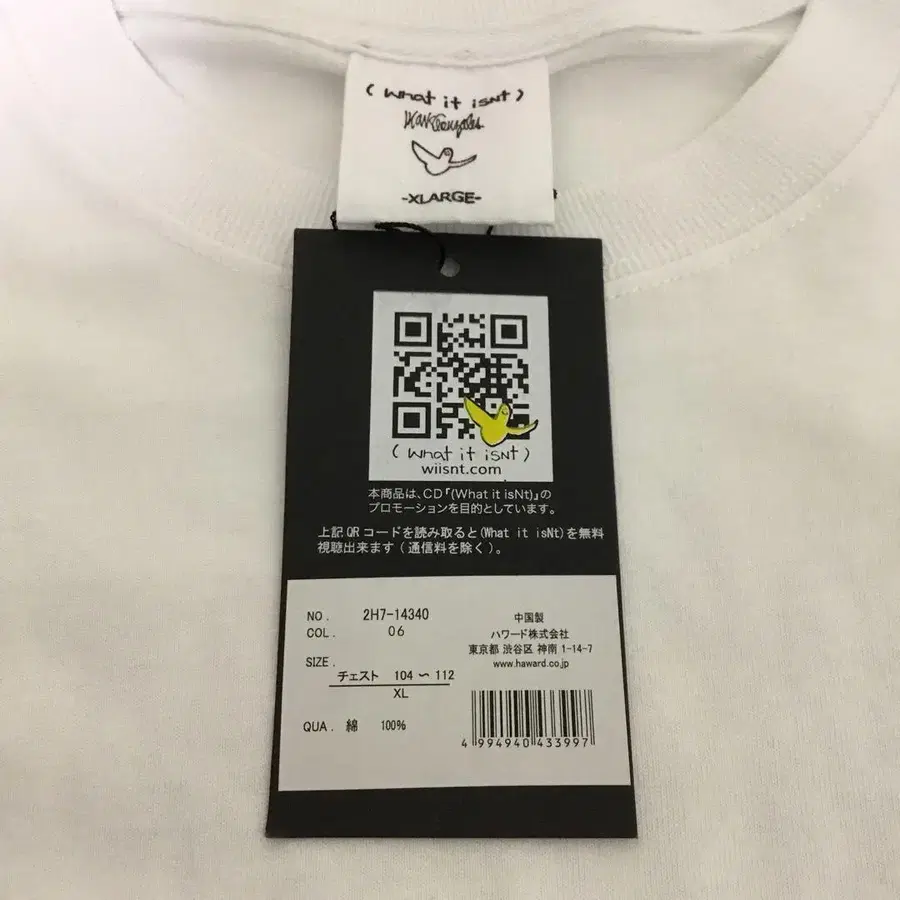 (What it isNt)
Mark Gonzales
-XLARGE-
(What it isNt)
wiisnt.com
本商品は、CD『(What it isNt)』の
プロモーションを目的としています。
上記QRコードを読み取ると(What it isNt)を無料
視聴出来ます(通信料を除く)。
NO. 2H7-14340
COL. 06
SIZE.
チェスト 104 ～ 112
XL
QUA. 綿 100%
中国製
ハワード株式会社
東京都 渋谷区 神南 1-14-7
www.haward.co.jp
4 994940 433997